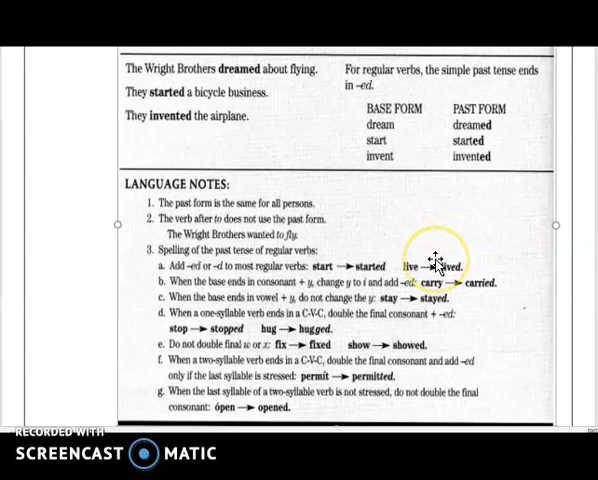 The Wright Brothers dreamed about flying.
They started a bicycle business.
They invented the airplane.
For regular verbs, the simple past tense ends
in -ed.
BASE FORM PAST FORM
dream dreamed
start started
invent invented
LANGUAGE NOTES:
1. The past form is the same for all persons.
2. The verb after to does not use the past form.
The Wright Brothers wanted to fly.
3. Spelling of the past tense of regular verbs:
a. Add -ed or -d to most regular verbs: start → started live → lived.
b. When the base ends in consonant + y, change y to i and add -ed: carry → carried.
c. When the base ends in vowel + y, do not change the y: stay → stayed.
d. When a one-syllable verb ends in a C-V-C, double the final consonant + -ed:
stop → stopped hug → hugged.
e. Do not double final w or x: fix → fixed show → showed.
f. When a two-syllable verb ends in a C-V-C, double the final consonant and add -ed
only if the last syllable is stressed: permit → permitted.
g. When the last syllable of a two-syllable verb is not stressed, do not double the final
consonant: ópen → opened.
RECORDED WITH
SCREENCAST MATIC